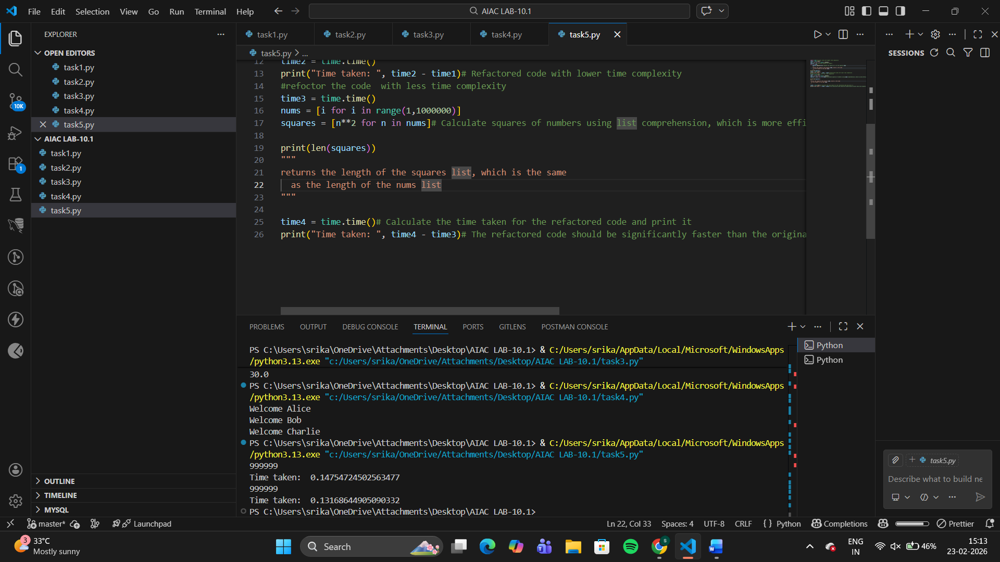 File Edit Selection View Go Run Terminal Help
AIAC LAB-10.1
EXPLORER
OPEN EDITORS
task1.py
task2.py
task3.py
task4.py
task5.py
AIAC LAB-10.1
task1.py
task2.py
task3.py
task4.py
task5.py
OUTLINE
TIMELINE
MYSQL
10K
1
task1.py task2.py task3.py task4.py task5.py
task5.py > ...
12 time2 = time.time()
13 print("Time taken: ", time2 - time1)# Refactored code with lower time complexity
14 #refoctor the code  with less time complexity
15 time3 = time.time()
16 nums = [i for i in range(1,1000000)]
17 squares = [n**2 for n in nums]# Calculate squares of numbers using list comprehension, which is more effi
18
19 print(len(squares))
20 """
21 returns the length of the squares list, which is the same
22   as the length of the nums list
23 """
24
25 time4 = time.time()# Calculate the time taken for the refactored code and print it
26 print("Time taken: ", time4 - time3)# The refactored code should be significantly faster than the origina
PROBLEMS OUTPUT DEBUG CONSOLE TERMINAL PORTS GITLENS POSTMAN CONSOLE
PS C:\Users\srika\OneDrive\Attachments\Desktop\AIAC LAB-10.1> & C:/Users/srika/AppData/Local/Microsoft/WindowsApps
/python3.13.exe "c:/Users/srika/OneDrive/Attachments/Desktop/AIAC LAB-10.1/task3.py"
30.0
PS C:\Users\srika\OneDrive\Attachments\Desktop\AIAC LAB-10.1> & C:/Users/srika/AppData/Local/Microsoft/WindowsApps
/python3.13.exe "c:/Users/srika/OneDrive/Attachments/Desktop/AIAC LAB-10.1/task4.py"
Welcome Alice
Welcome Bob
Welcome Charlie
PS C:\Users\srika\OneDrive\Attachments\Desktop\AIAC LAB-10.1> & C:/Users/srika/AppData/Local/Microsoft/WindowsApps
/python3.13.exe "c:/Users/srika/OneDrive/Attachments/Desktop/AIAC LAB-10.1/task5.py"
999999
Time taken:  0.14754724502563477
999999
Time taken:  0.13168644905090332
PS C:\Users\srika\OneDrive\Attachments\Desktop\AIAC LAB-10.1>
Python
Python
SESSIONS
task5.py
Describe what to build ne
master* Launchpad
Ln 22, Col 33 Spaces: 4 UTF-8 CRLF { } Python Completions Prettier
3
33°C
Mostly sunny
Search
ENG
IN
46%
15:13
23-02-2026